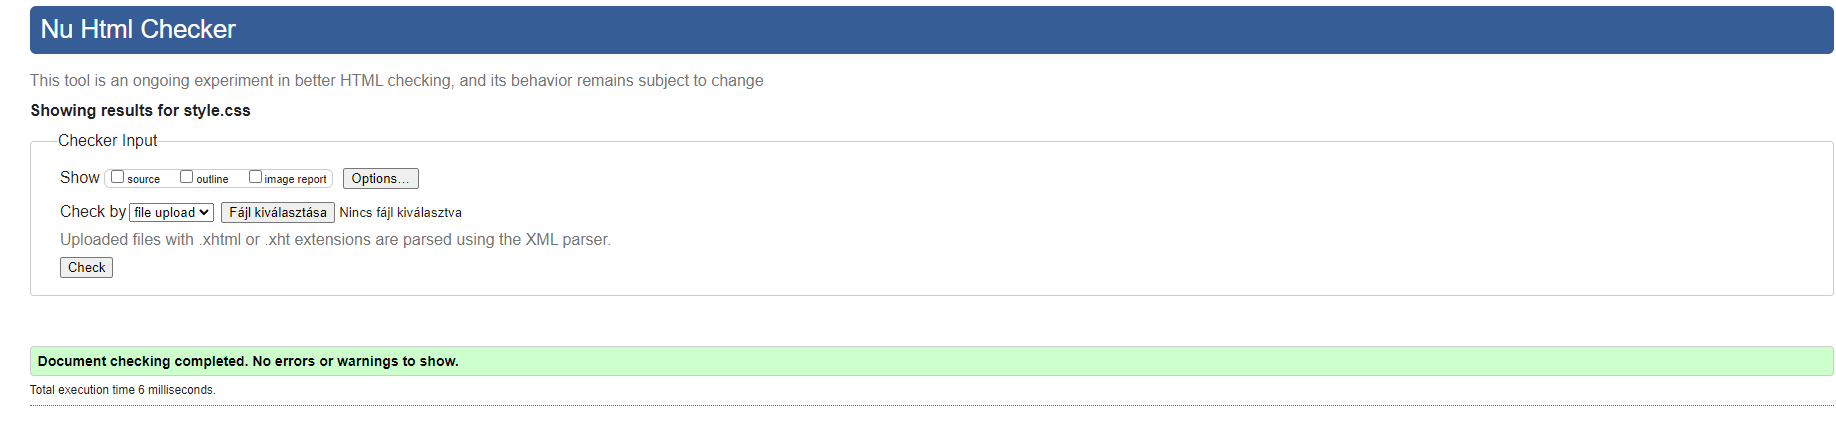 Nu Html Checker
This tool is an ongoing experiment in better HTML checking, and its behavior remains subject to change
Showing results for style.css
Checker Input
Show source outline image report Options...
Check by file upload Fájl kiválasztása Nincs fájl kiválasztva
Uploaded files with .xhtml or .xht extensions are parsed using the XML parser.
Check
Document checking completed. No errors or warnings to show.
Total execution time 6 milliseconds.